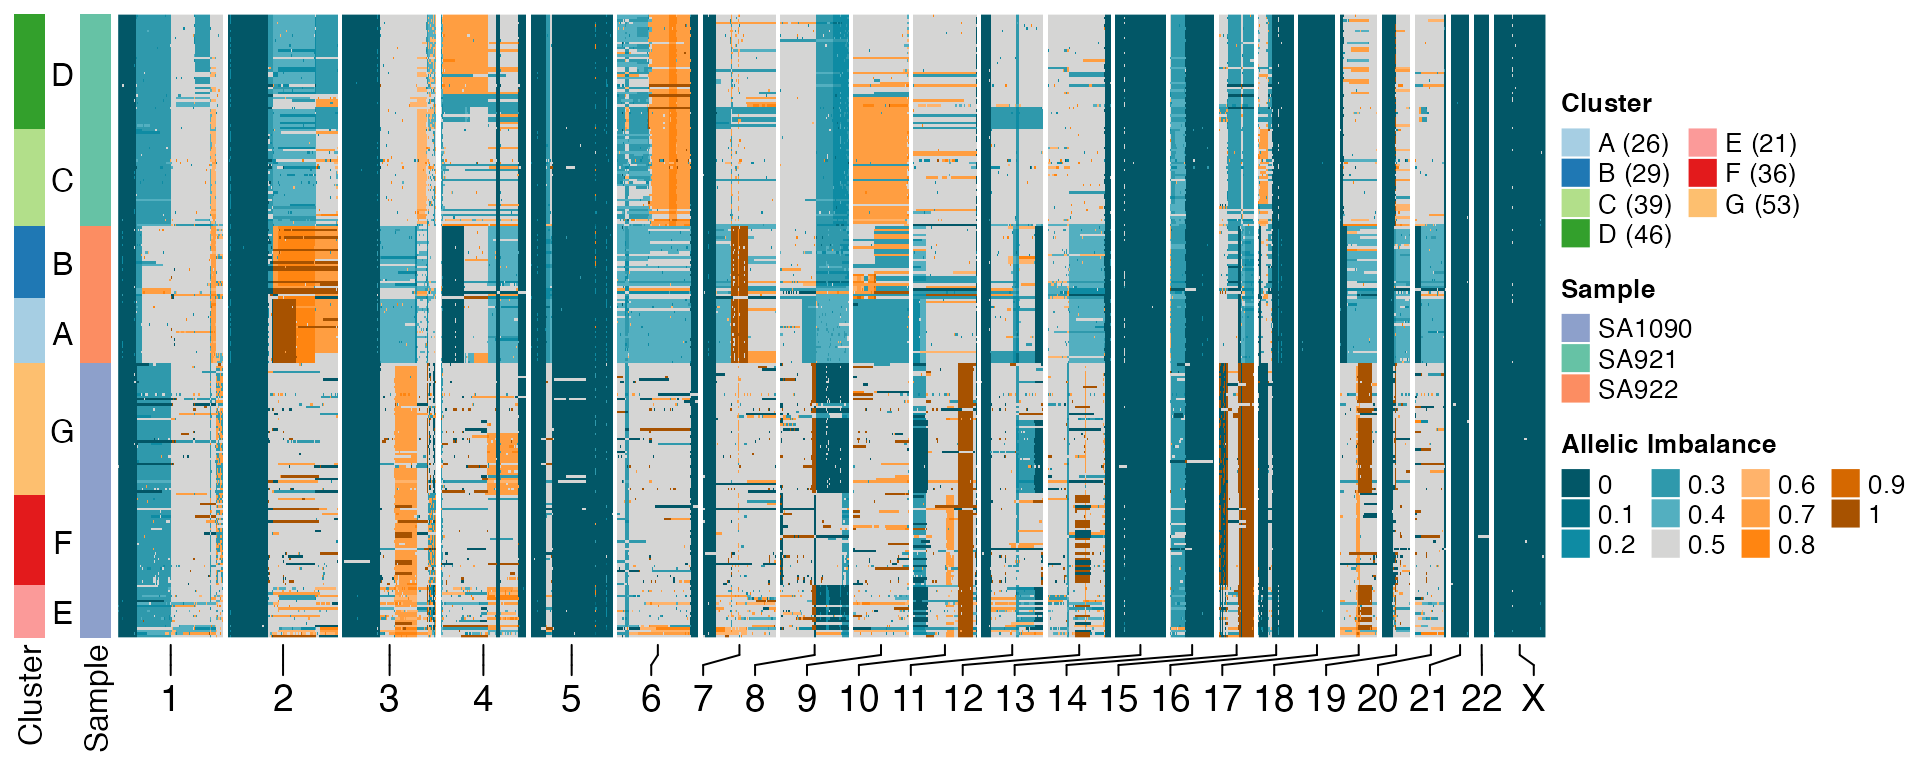 D
C
B
A
G
F
E
Cluster
Sample
1
2
3
4
5
6
7
8
9
10
11
12
13
14
15
16
17
18
19
20
21
22
X
Cluster
A (26)
E (21)
B (29)
F (36)
C (39)
G (53)
D (46)
Sample
SA1090
SA921
SA922
Allelic Imbalance
0
0.3
0.6
0.9
0.1
0.4
0.7
1
0.2
0.5
0.8